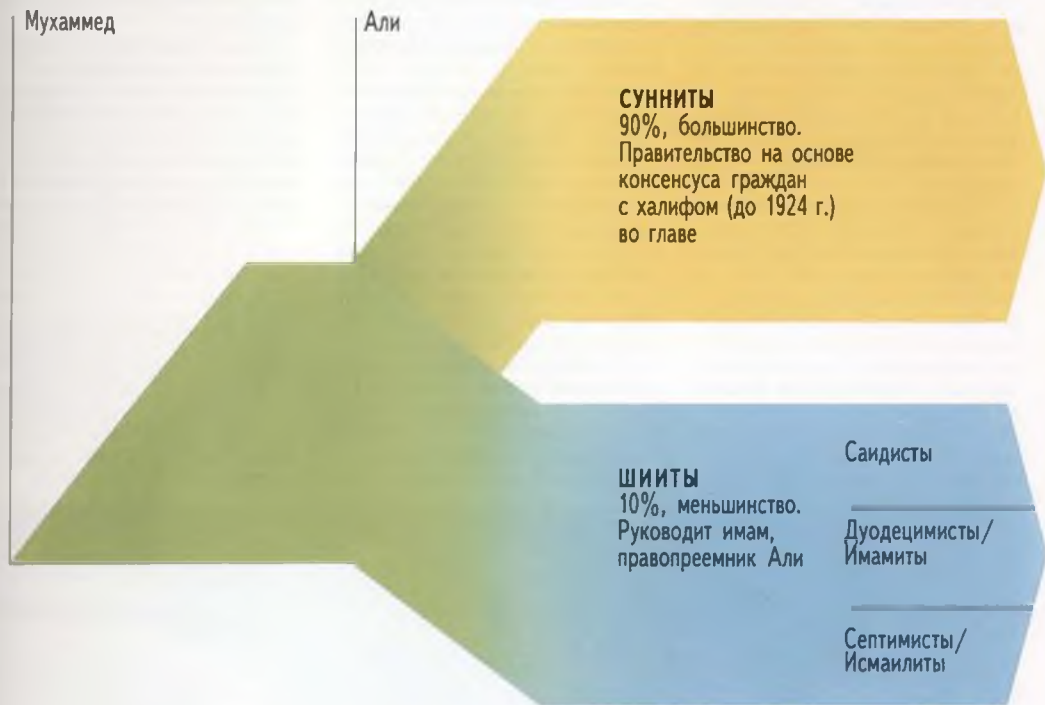 Мухаммед
Али
СУННИТЫ
90%, большинство.
Правительство на основе
консенсуса граждан
с халифом (до 1924 г.)
во главе
ШИИТЫ
10%, меньшинство.
Руководит имам,
правопреемник Али
Саидисты
Дуодецимисты/
Имамиты
Септимисты/
Исмаилиты